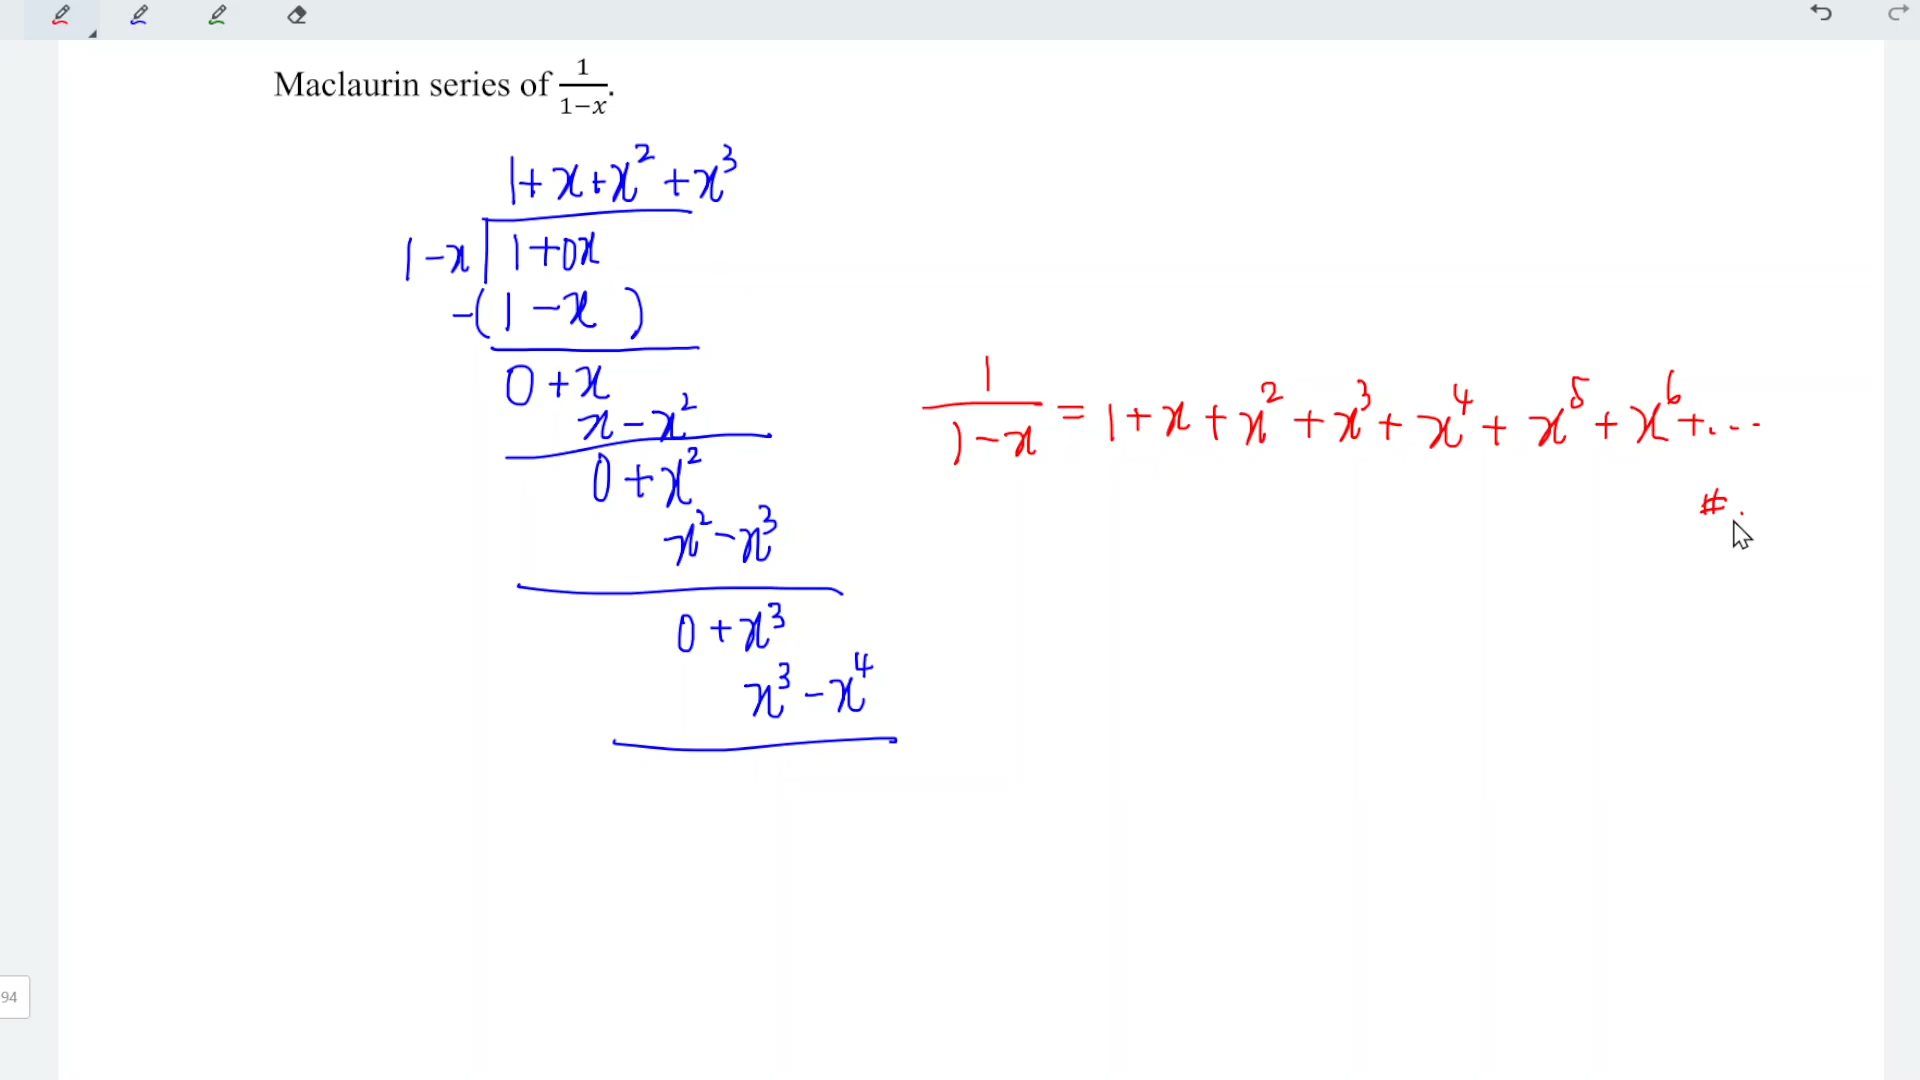 Maclaurin series of 1/(1−x).
1+x+x²+x³
1−x | 1+0x
−(1−x)
0+x
x−x²
0+x²
x²−x³
0+x³
x³−x⁴
1/(1−x) = 1+x+x²+x³+x⁴+x⁵+x⁶+...
#.
94